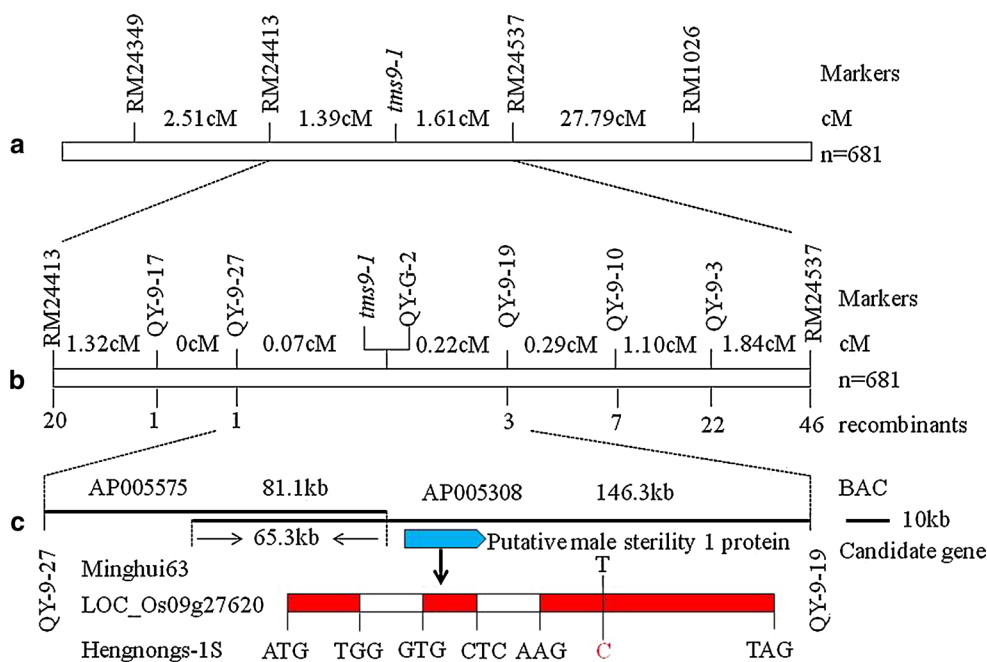 RM24349 RM24413 tms9-1 RM24537 RM1026 Markers
2.51cM 1.39cM 1.61cM 27.79cM cM
a n=681
RM24413 QY-9-17 QY-9-27 tms9-1 QY-G-2 QY-9-19 QY-9-10 QY-9-3 RM24537 Markers
1.32cM 0cM 0.07cM 0.22cM 0.29cM 1.10cM 1.84cM cM
b n=681
20 1 1 3 7 22 46 recombinants
AP005575 81.1kb AP005308 146.3kb BAC
c 10kb
65.3kb Putative male sterility 1 protein Candidate gene
QY-9-27 QY-9-19
Minghui63 T
LOC_Os09g27620
Hengnongs-1S ATG TGG GTG CTC AAG C TAG